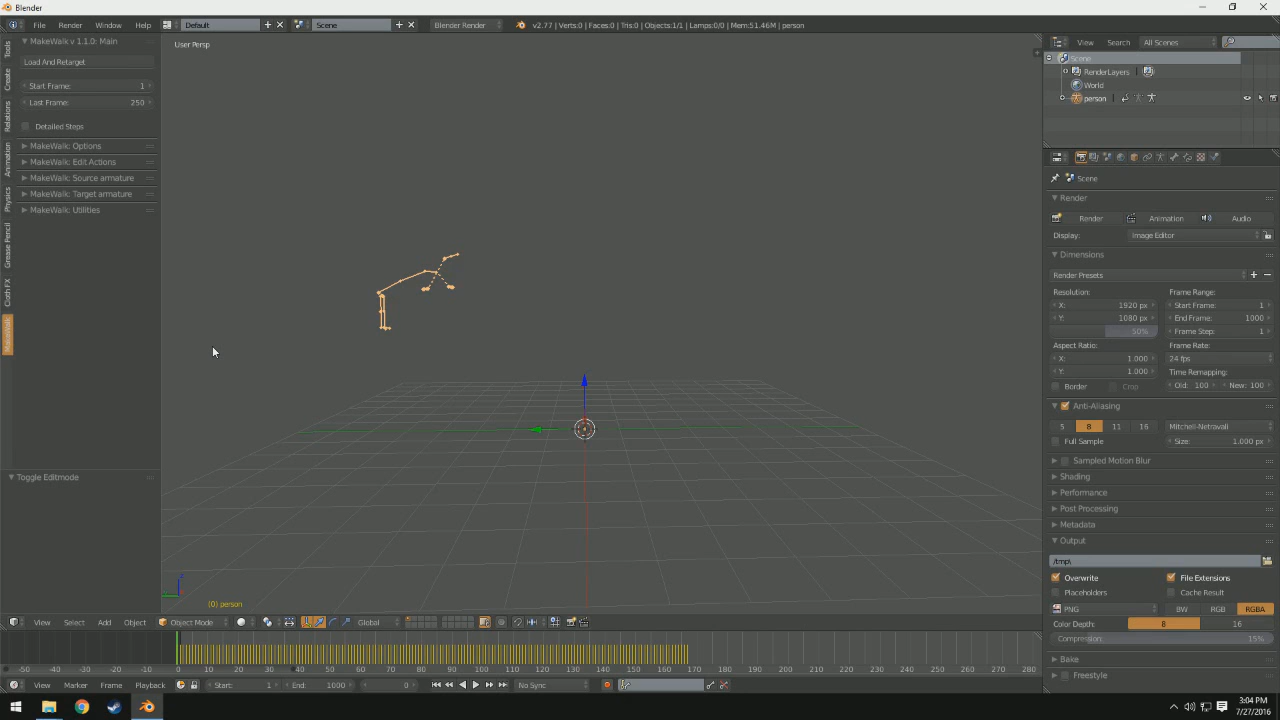 Blender
File Render Window Help Default Scene Blender Render v2.77 | Verts:0 | Faces:0 | Tris:0 | Objects:1/1 | Lamps:0/0 | Mem:51.46M | person
Tools
Create
Relations
Animation
Physics
Grease Pencil
Cloth FX
MakeWalk
MakeWalk v 1.1.0: Main
Load And Retarget
Start Frame: 1
Last Frame: 250
Detailed Steps
MakeWalk: Options
MakeWalk: Edit Actions
MakeWalk: Source armature
MakeWalk: Target armature
MakeWalk: Utilities
Toggle Editmode
User Persp
(0) person
z
View Select Add Object Object Mode Global
-50 -40 -30 -20 -10 0 10 20 30 40 50 60 70 80 90 100 110 120 130 140 150 160 170 180 190 200 210 220 230 240 250 260 270 280
View Marker Frame Playback Start: 1 End: 1000 0 No Sync
View Search All Scenes
Scene
RenderLayers
World
person
Scene
Render
Render Animation Audio
Display: Image Editor
Dimensions
Render Presets
Resolution: Frame Range:
X: 1920 px Start Frame: 1
Y: 1080 px End Frame: 1000
50% Frame Step: 1
Aspect Ratio: Frame Rate:
X: 1.000 24 fps
Y: 1.000 Time Remapping:
Border Crop Old: 100 New: 100
Anti-Aliasing
5 8 11 16 Mitchell-Netravali
Full Sample Size: 1.000 px
Sampled Motion Blur
Shading
Performance
Post Processing
Metadata
Output
/tmp\
Overwrite File Extensions
Placeholders Cache Result
PNG BW RGB RGBA
Color Depth: 8 16
Compression: 15%
Bake
Freestyle
3:04 PM
7/27/2016